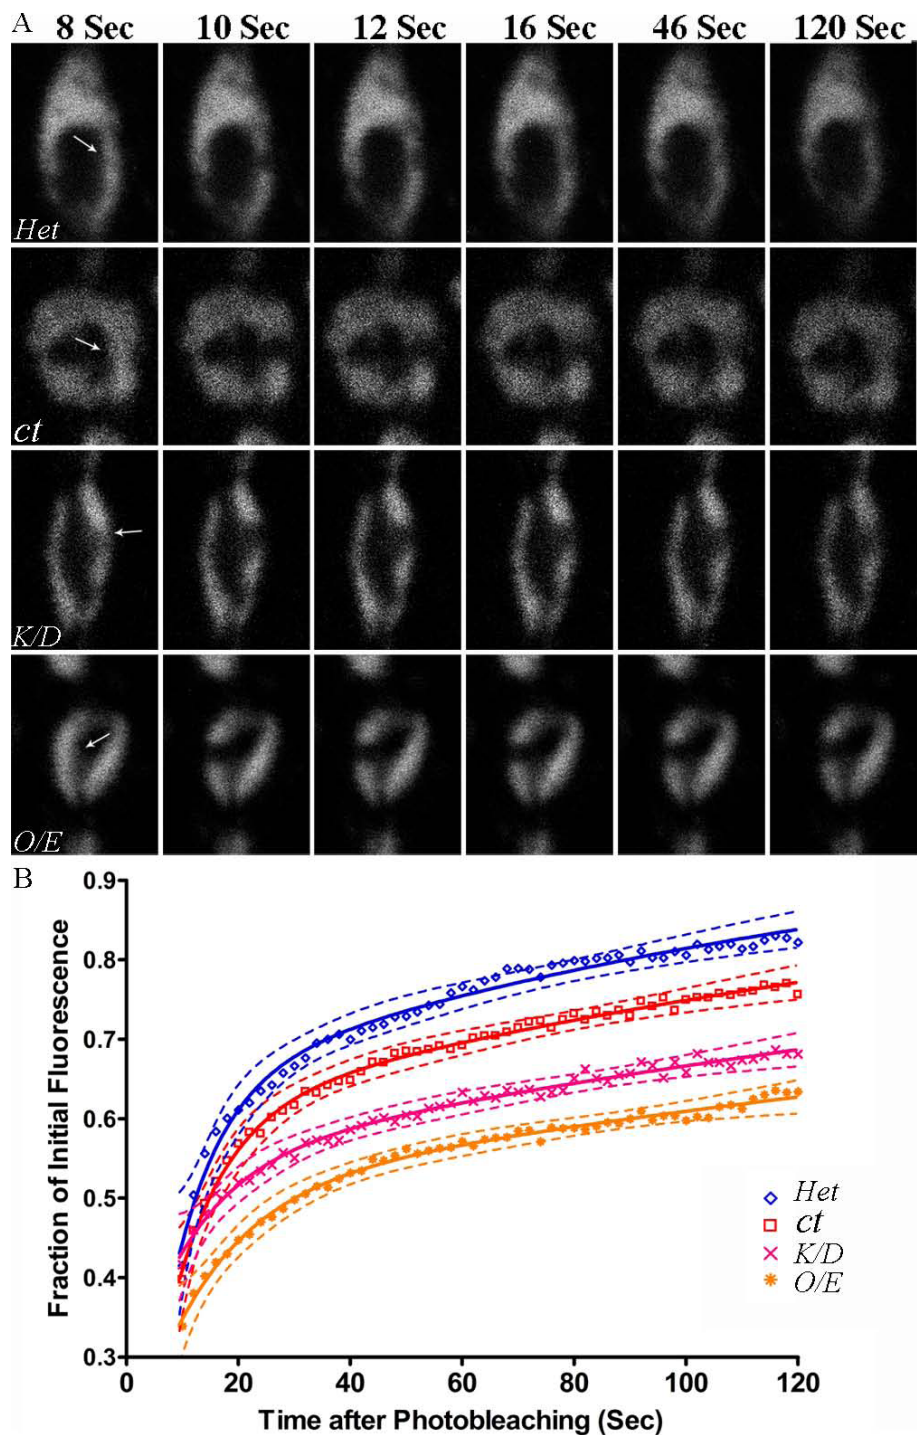 A
8 Sec 10 Sec 12 Sec 16 Sec 46 Sec 120 Sec
Het
ct
K/D
O/E
B
0.9
0.8
0.7
0.6
0.5
0.4
0.3
Fraction of Initial Fluorescence
Het
ct
K/D
O/E
0 20 40 60 80 100 120
Time after Photobleaching (Sec)